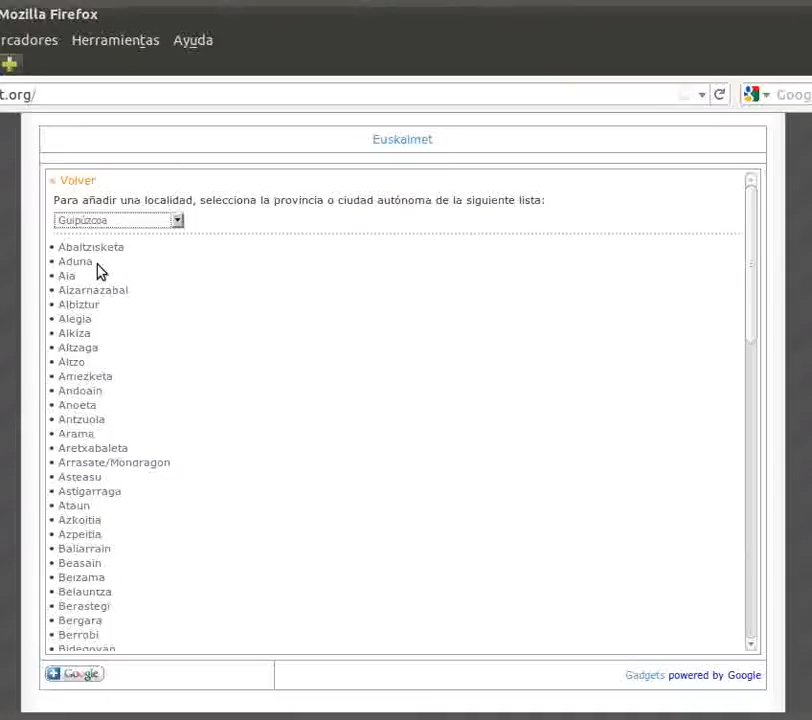 Mozilla Firefox
rcadores Herramientas Ayuda
t.org/
Goog
Euskalmet
« Volver
Para añadir una localidad, selecciona la provincia o ciudad autónoma de la siguiente lista:
Guipúzcoa
• Abaltzisketa
• Aduna
• Aia
• Aizarnazabal
• Albiztur
• Alegia
• Alkiza
• Altzaga
• Altzo
• Amezketa
• Andoain
• Anoeta
• Antzuola
• Arama
• Aretxabaleta
• Arrasate/Mondragon
• Asteasu
• Astigarraga
• Ataun
• Azkoitia
• Azpeitia
• Baliarrain
• Beasain
• Beizama
• Belauntza
• Berastegi
• Bergara
• Berrobi
• Bidegoyan
Google
Gadgets powered by Google